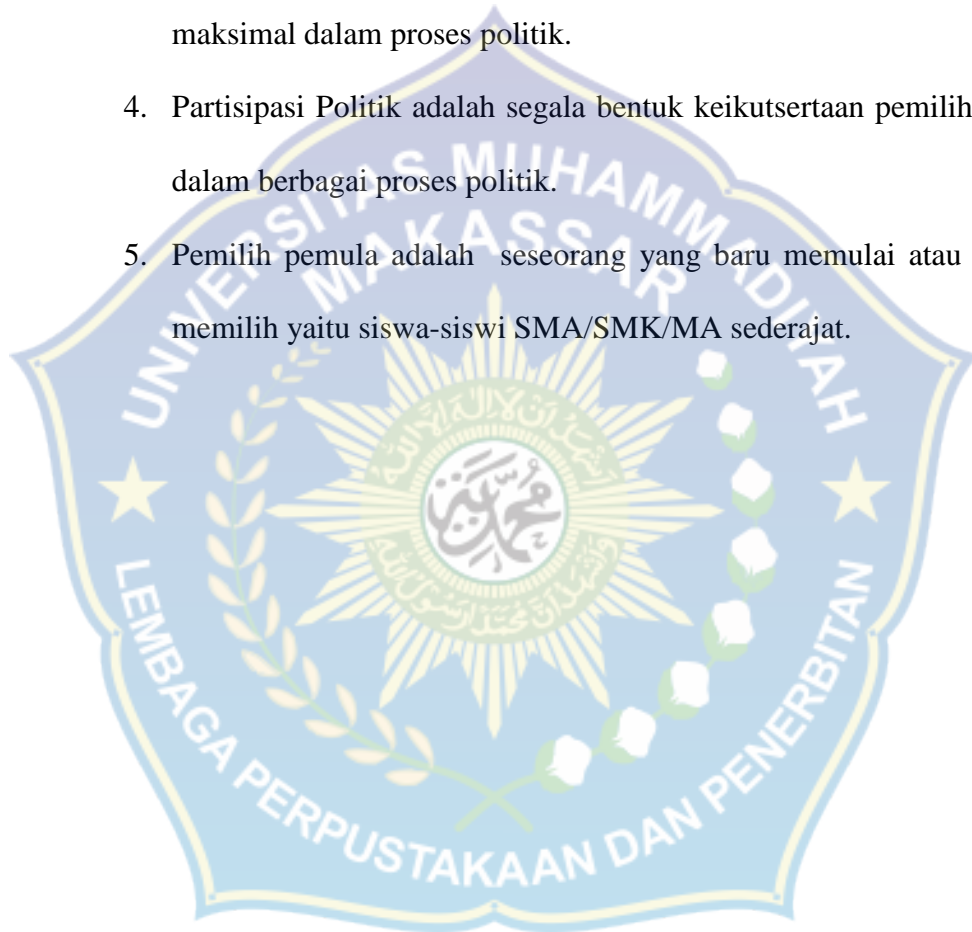 maksimal dalam proses politik.
4. Partisipasi Politik adalah segala bentuk keikutsertaan pemilih
dalam berbagai proses politik.
5. Pemilih pemula adalah seseorang yang baru memulai atau
memilih yaitu siswa-siswi SMA/SMK/MA sederajat.
UNIVERSITAS MUHAMMADIYAH
MAKASSAR
LEMBAGA PERPUSTAKAAN DAN PENERBITAN